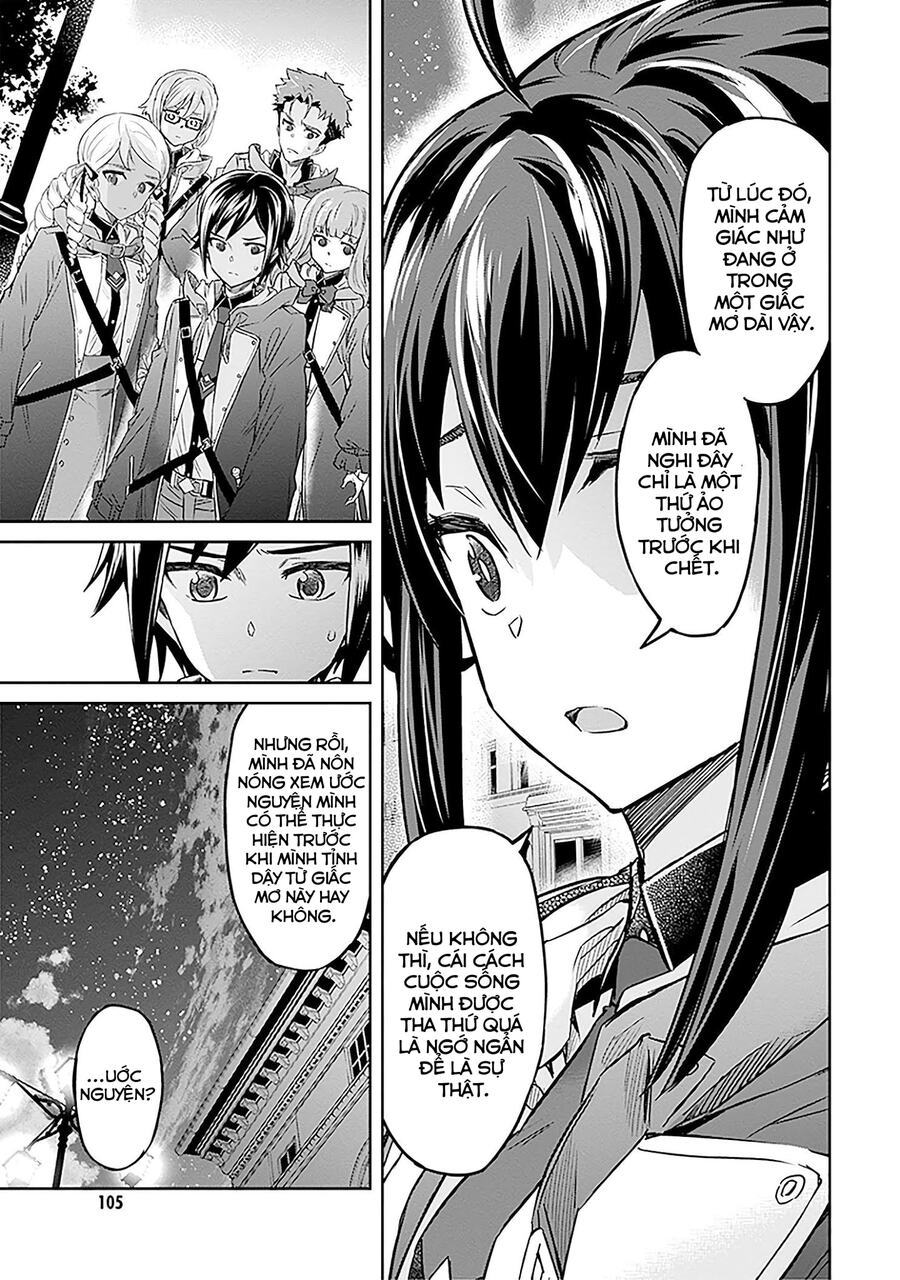 TỪ LÚC ĐÓ,
MÌNH CẢM
GIÁC NHƯ
ĐANG Ở
TRONG
MỘT GIẤC
MƠ DÀI VẬY.
MÌNH ĐÃ
NGHI ĐÂY
CHỈ LÀ MỘT
THỨ ẢO
TƯỞNG
TRƯỚC KHI
CHẾT.
NẾU KHÔNG
THÌ, CÁI CÁCH
CUỘC SỐNG
MÌNH ĐƯỢC
THA THỨ QUÁ
LÀ NGỚ NGẨN
ĐỂ LÀ SỰ
THẬT.
NHƯNG RỒI,
MÌNH ĐÃ NÔN
NÓNG XEM ƯỚC
NGUYỆN MÌNH
CÓ THỂ THỰC
HIỆN TRƯỚC
KHI MÌNH TỈNH
DẬY TỪ GIẤC
MƠ NÀY HAY
KHÔNG.
...ƯỚC
NGUYỆN?
105